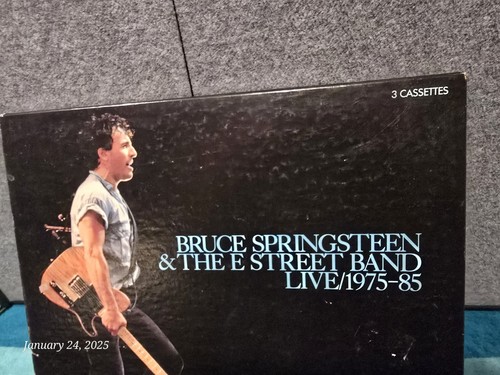 3 CASSETTES
BRUCE SPRINGSTEEN
& THE E STREET BAND
LIVE/1975-85
January 24, 2025